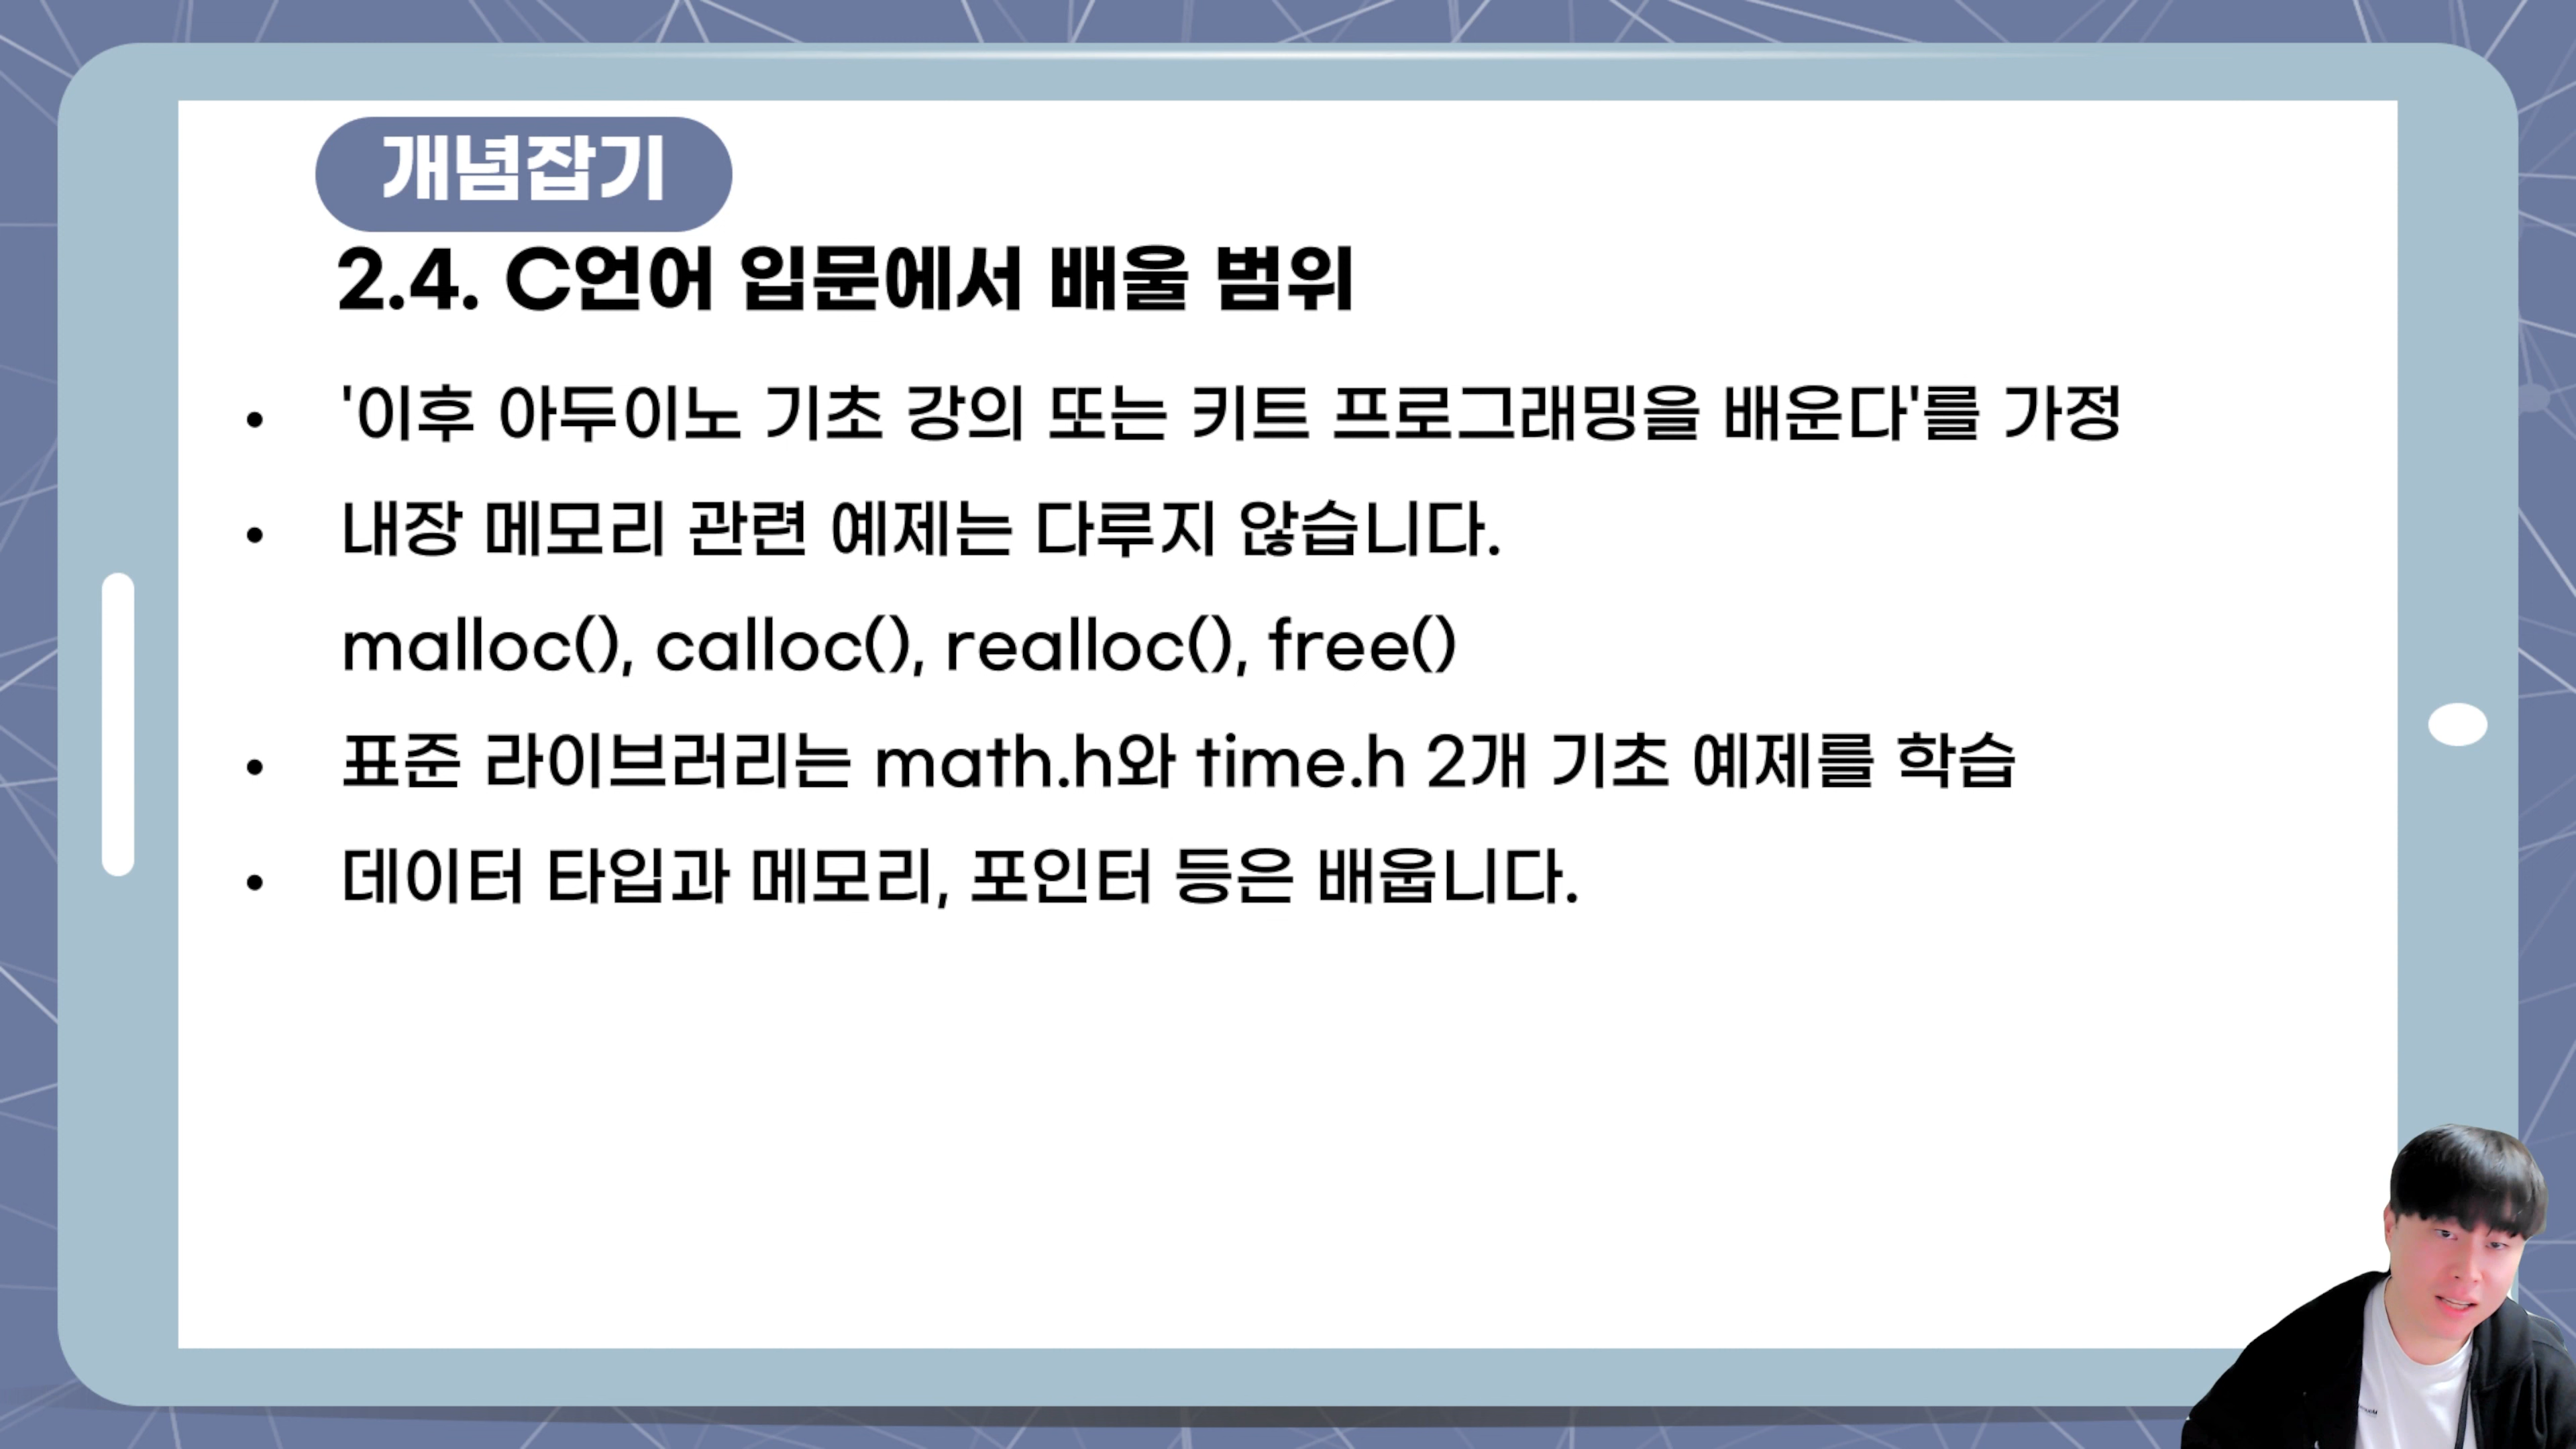 개념잡기
2.4. C언어 입문에서 배울 범위
• '이후 아두이노 기초 강의 또는 키트 프로그래밍을 배운다'를 가정
• 내장 메모리 관련 예제는 다루지 않습니다.
malloc(), calloc(), realloc(), free()
• 표준 라이브러리는 math.h와 time.h 2개 기초 예제를 학습
• 데이터 타입과 메모리, 포인터 등은 배웁니다.